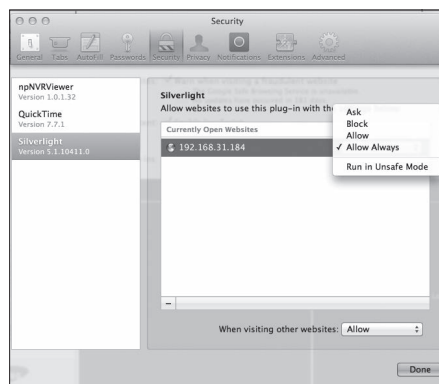 Security
General Tabs AutoFill Passwords Security Privacy Notifications Extensions Advanced
npNVRViewer
Version 1.0.1.32
QuickTime
Version 7.7.1
Silverlight
Version 5.1.10411.0
Silverlight
Allow websites to use this plug-in with the
Currently Open Websites
192.168.31.184
Ask
Block
Allow
✓ Allow Always
Run in Unsafe Mode
−
When visiting other websites: Allow
Done